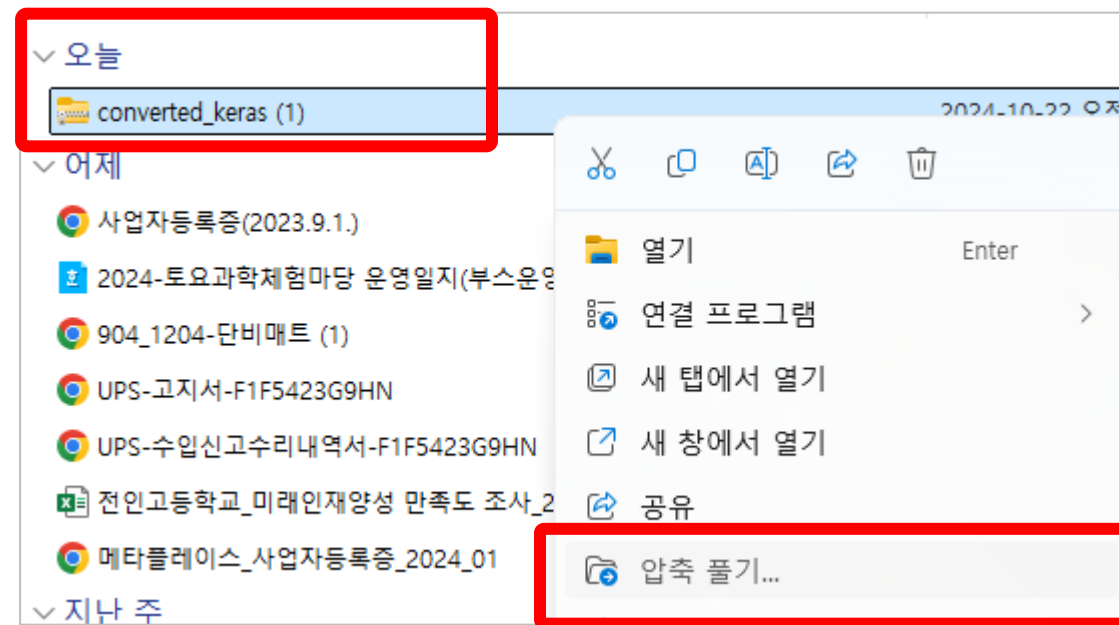 오늘
converted_keras (1)
2024-10-22 오전
어제
사업자등록증(2023.9.1.)
2024-토요과학체험마당 운영일지(부스운영
904_1204-단비매트 (1)
UPS-고지서-F1F5423G9HN
UPS-수입신고수리내역서-F1F5423G9HN
전인고등학교_미래인재양성 만족도 조사_2
메타플레이스_사업자등록증_2024_01
지난 주
열기 Enter
연결 프로그램
새 탭에서 열기
새 창에서 열기
공유
압축 풀기...